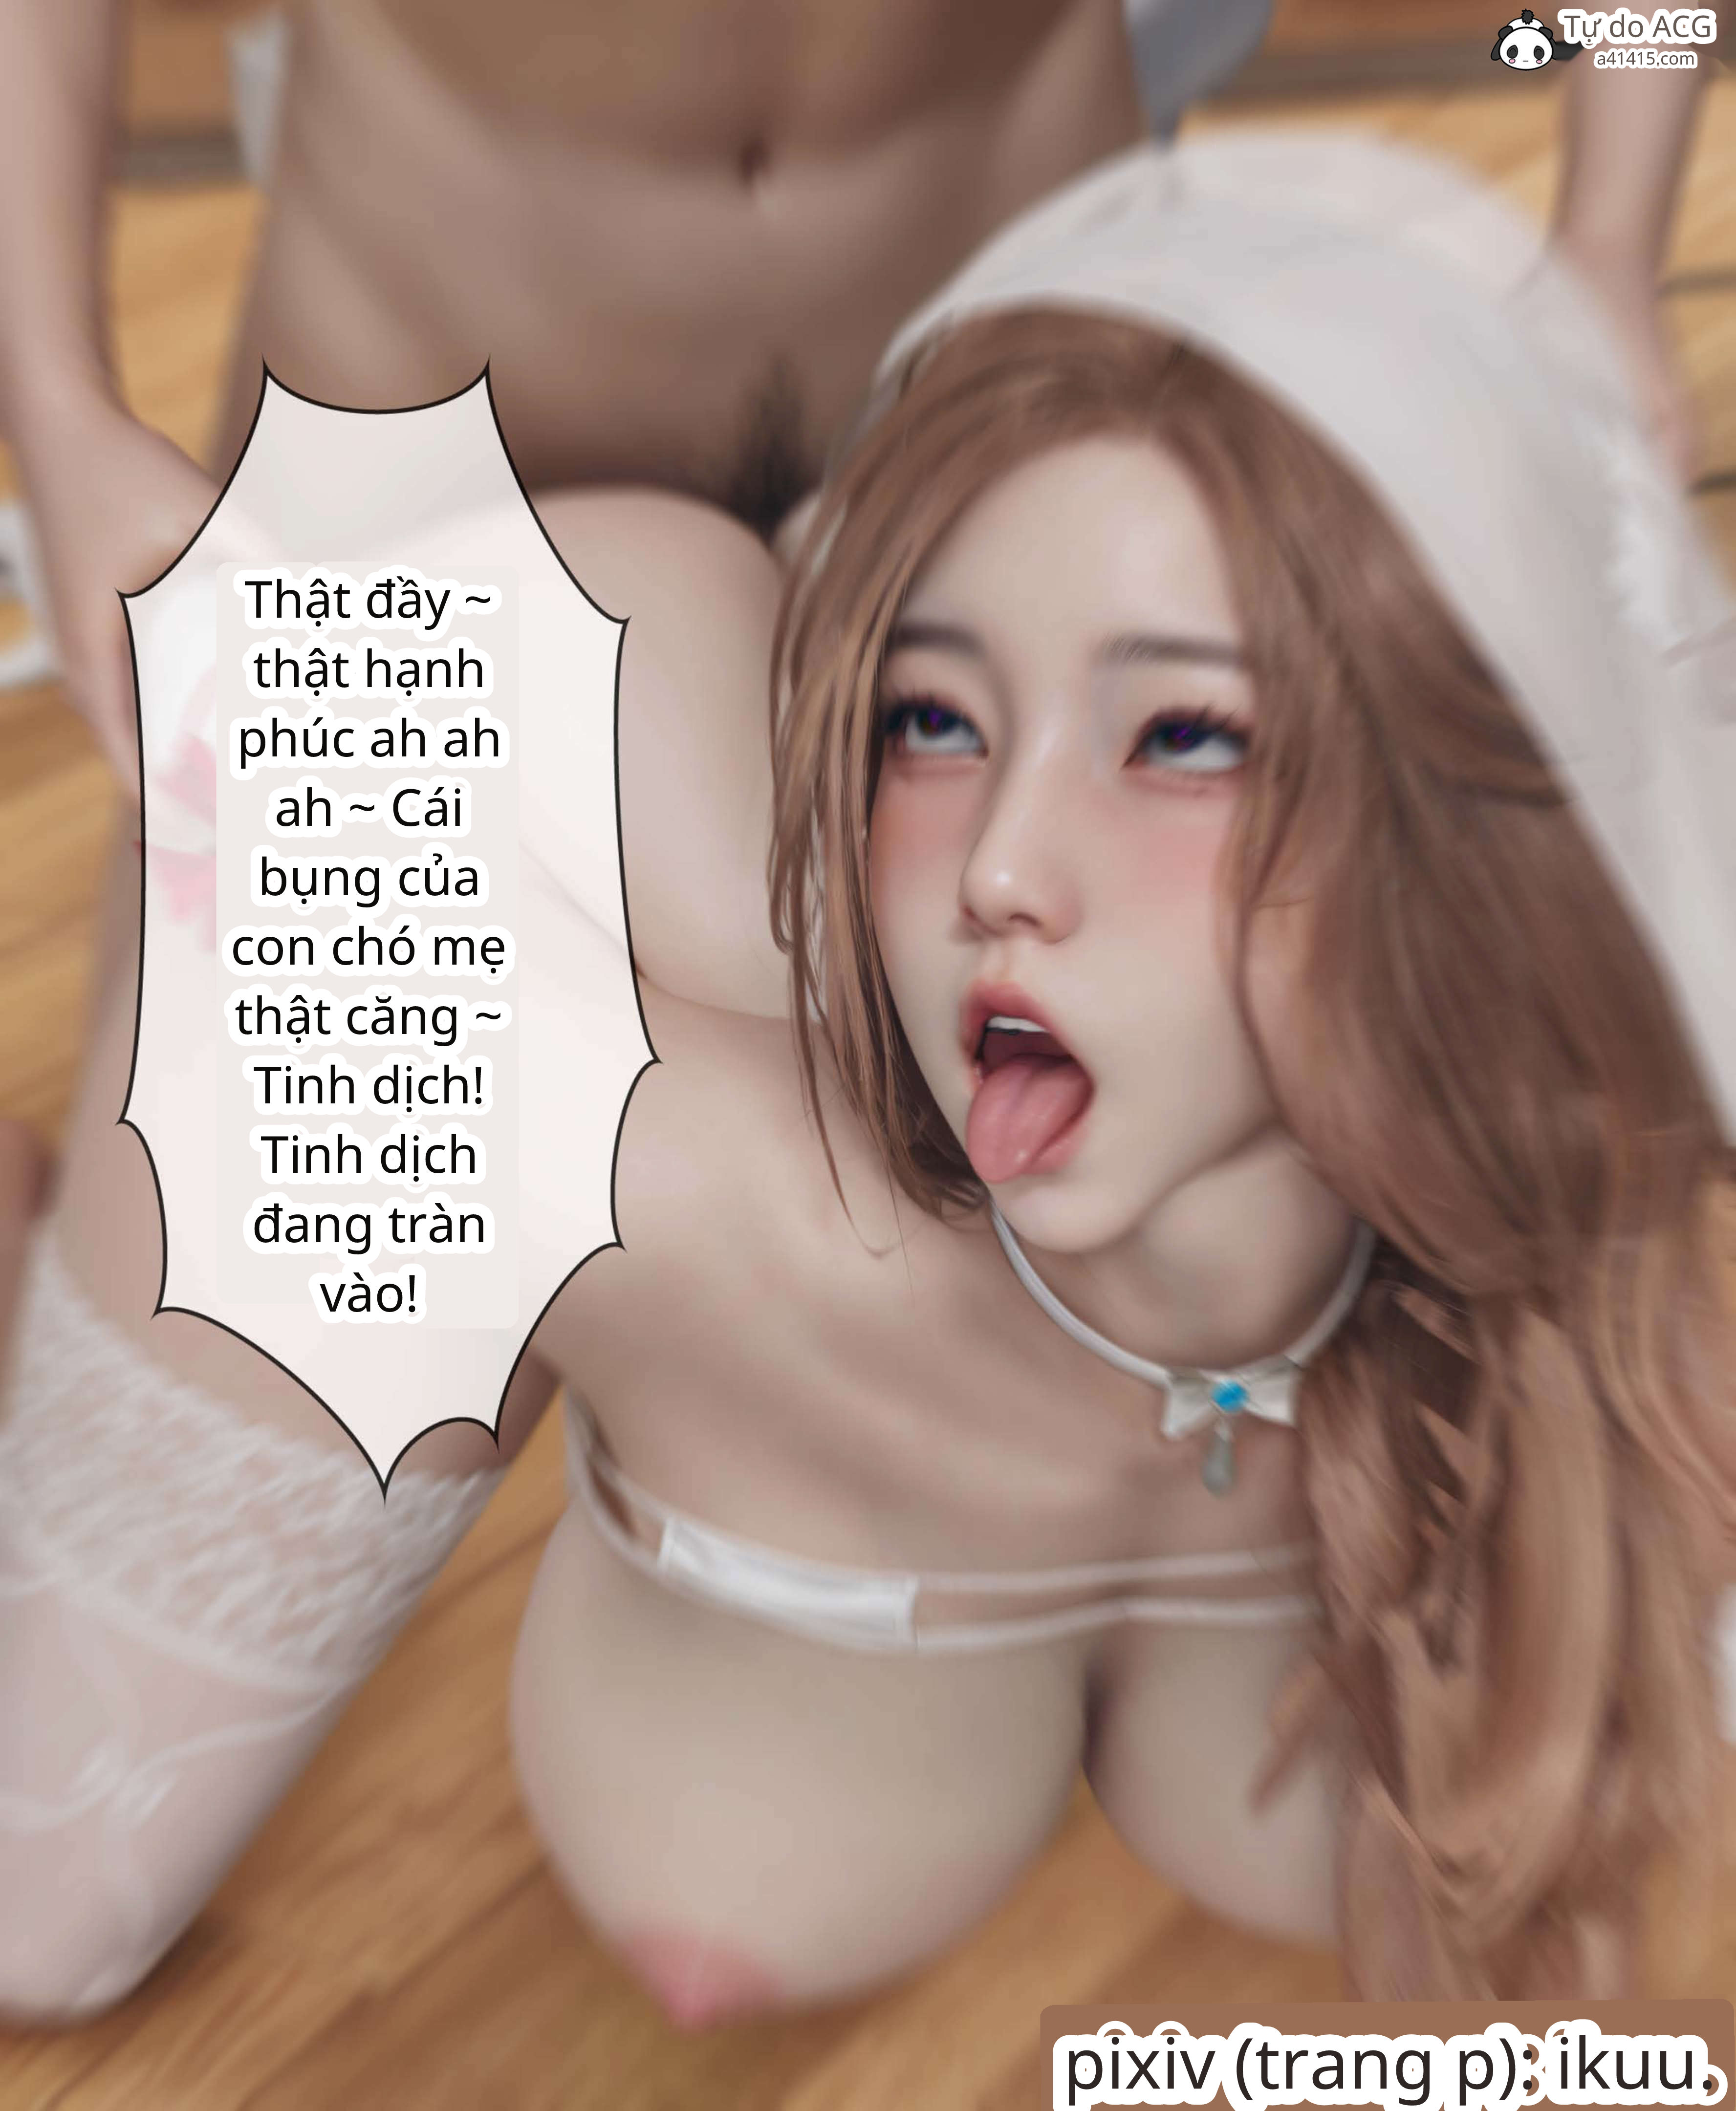 Tự do ACG
a41415.com
Thật đầy ~
thật hạnh
phúc ah ah
ah ~ Cái
bụng của
con chó mẹ
thật căng ~
Tinh dịch!
Tinh dịch
đang tràn
vào!
pixiv (trang p): ikuu.